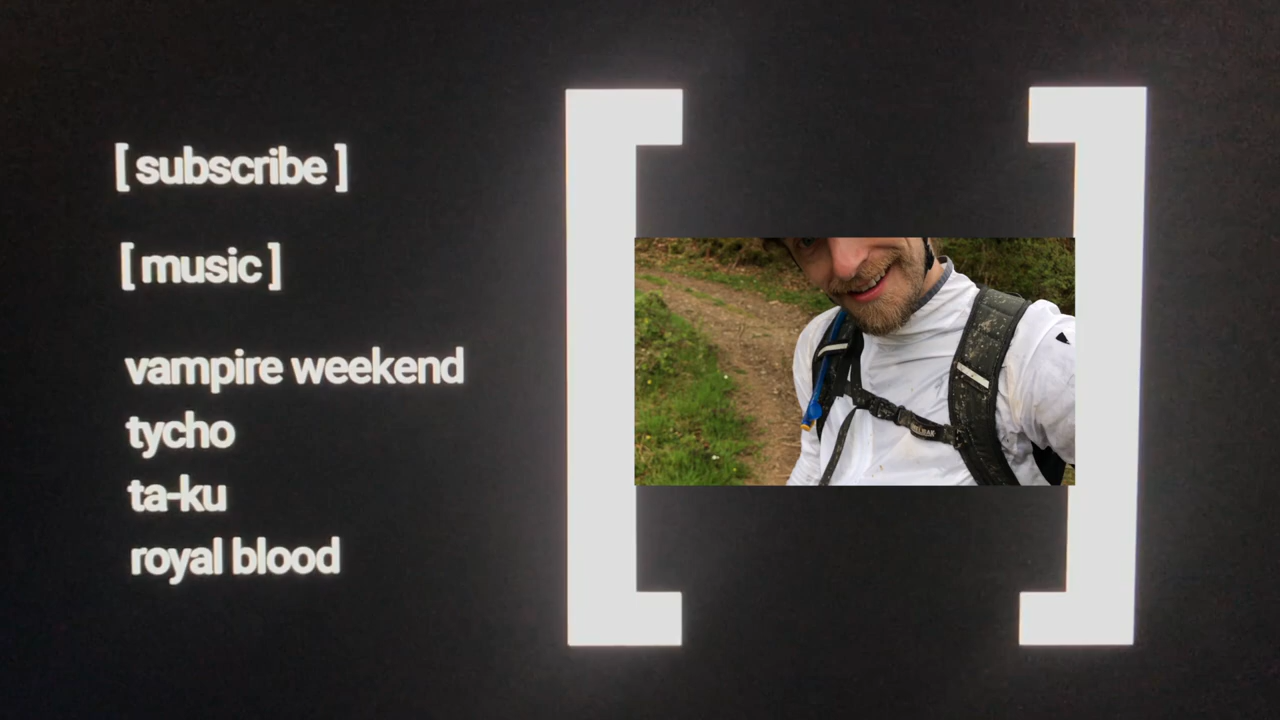 [ subscribe ]
[ music ]
vampire weekend
tycho
ta-ku
royal blood